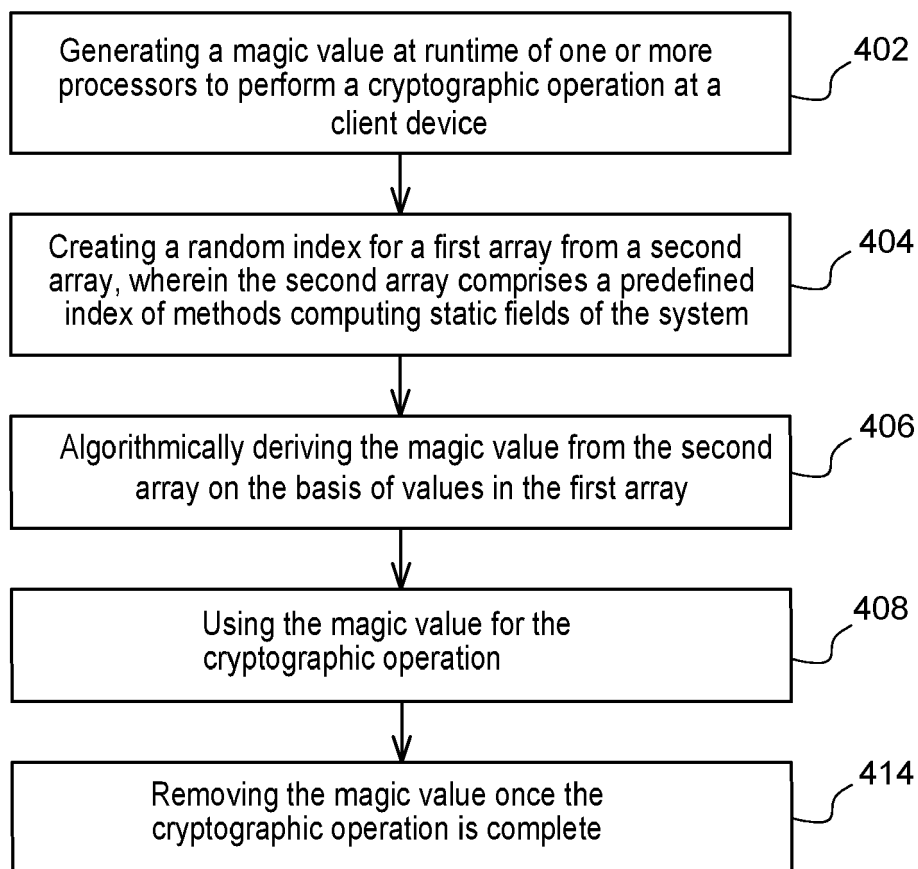 Generating a magic value at runtime of one or more
processors to perform a cryptographic operation at a
client device
402
Creating a random index for a first array from a second
array, wherein the second array comprises a predefined
index of methods computing static fields of the system
404
Algorithmically deriving the magic value from the second
array on the basis of values in the first array
406
Using the magic value for the
cryptographic operation
408
Removing the magic value once the
cryptographic operation is complete
414